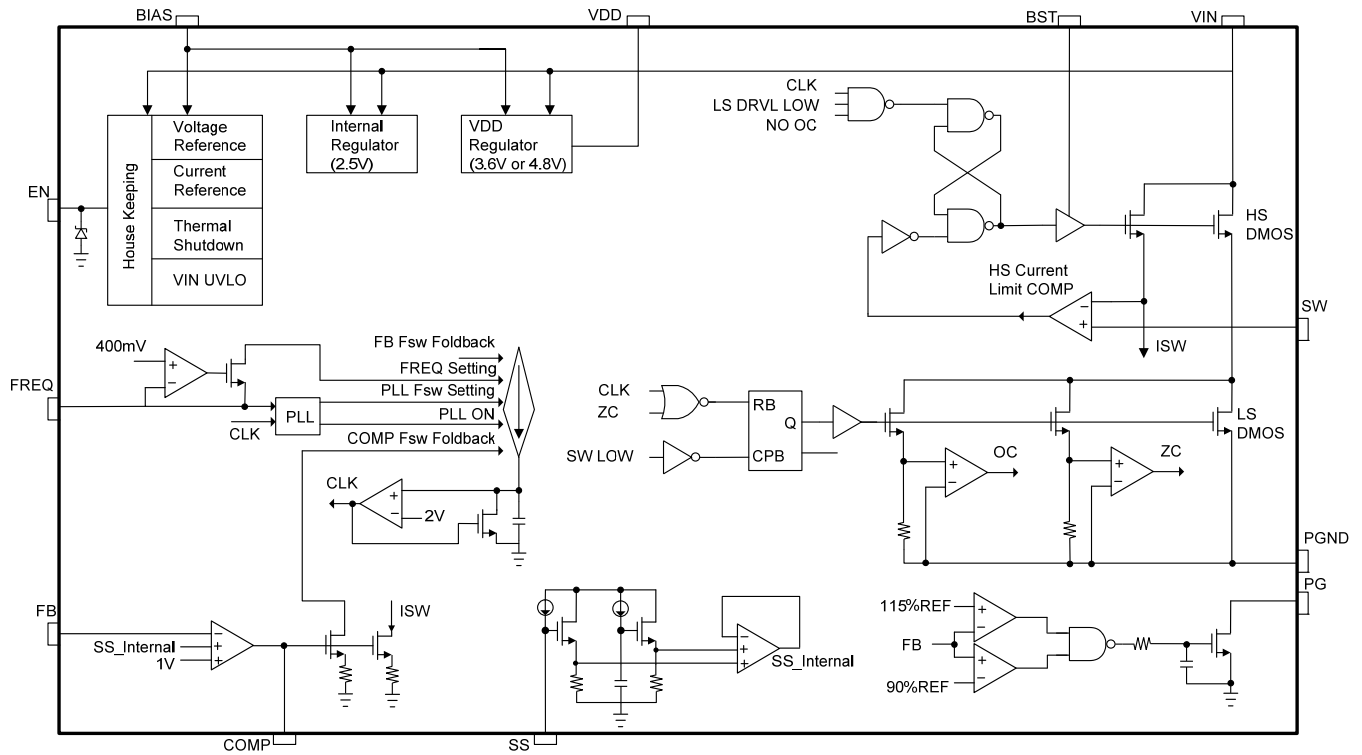 BIAS
VDD
BST
VIN
Voltage
Reference
Current
Reference
Thermal
Shutdown
VIN UVLO
House Keeping
Internal
Regulator
(2.5V)
VDD
Regulator
(3.6V or 4.8V)
CLK
LS DRVL LOW
NO OC
EN
HS
DMOS
HS Current
Limit COMP
-
+
SW
ISW
400mV
+
-
FREQ
PLL
CLK
FB Fsw Foldback
FREQ Setting
PLL Fsw Setting
PLL ON
COMP Fsw Foldback
CLK
+
-
2V
CLK
ZC
SW LOW
RB
Q
CPB
LS
DMOS
+
-
OC
+
-
ZC
PGND
PG
FB
SS_Internal
1V
-
+
+
ISW
COMP
SS
-
+
+
SS_Internal
115%REF
FB
90%REF
+
-
+
-